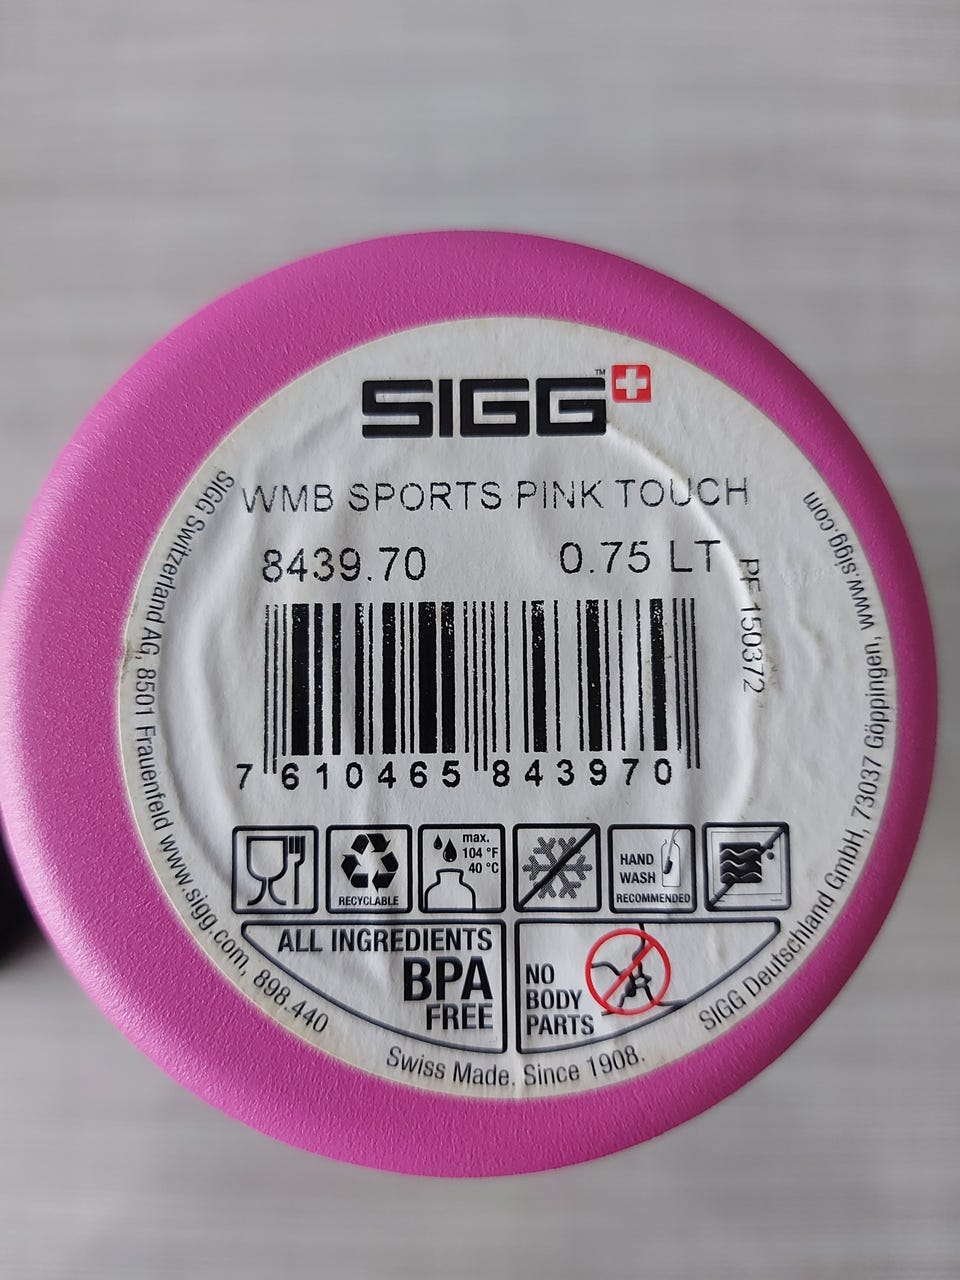 SIGG™
WMB SPORTS PINK TOUCH
8439.70 0.75 LT
PF 150372
7 610465 843970
RECYCLABLE
max.
104 °F
40 °C
HAND
WASH
RECOMMENDED
ALL INGREDIENTS
BPA
FREE
NO
BODY
PARTS
SIGG Switzerland AG, 8501 Frauenfeld www.sigg.com, 898.440
Swiss Made. Since 1908.
SIGG Deutschland GmbH, 73037 Göppingen, www.sigg.com